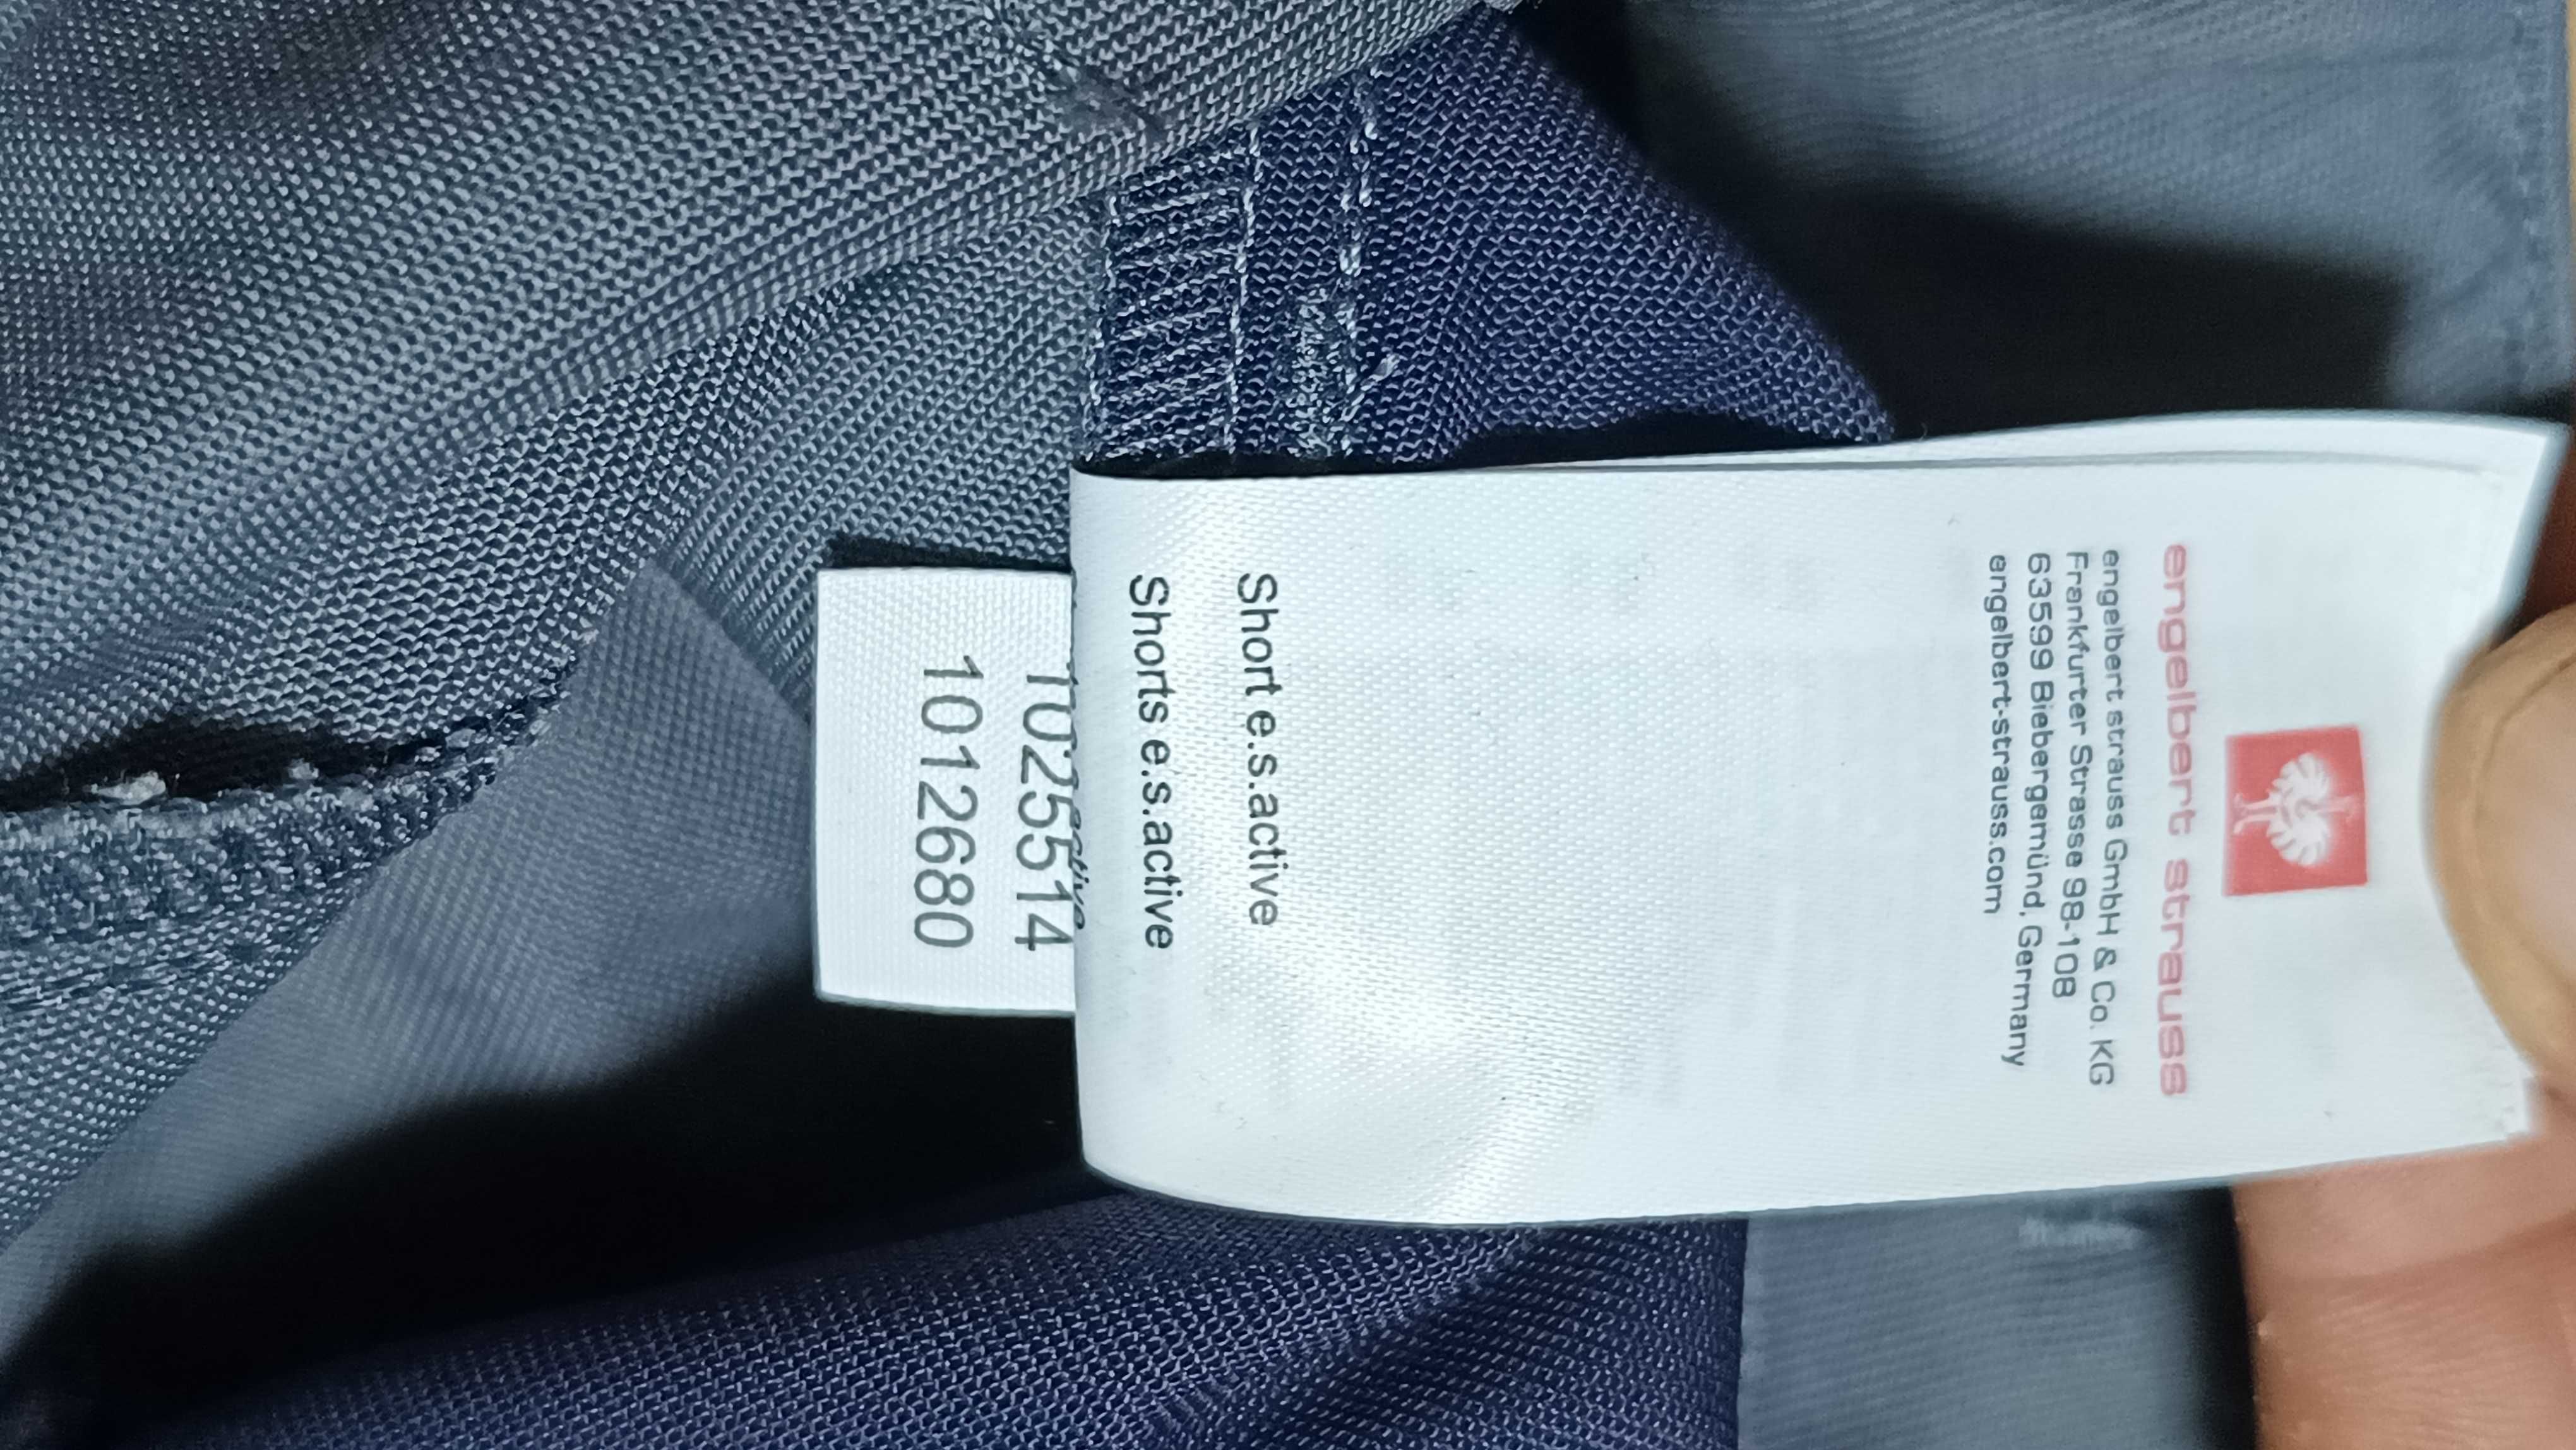 engelbert strauss
engelbert strauss GmbH & Co. KG
Frankfurter Strasse 98-108
63599 Biebergemünd, Germany
engelbert-strauss.com
Short e.s.active
Shorts e.s.active
1025514
1012680